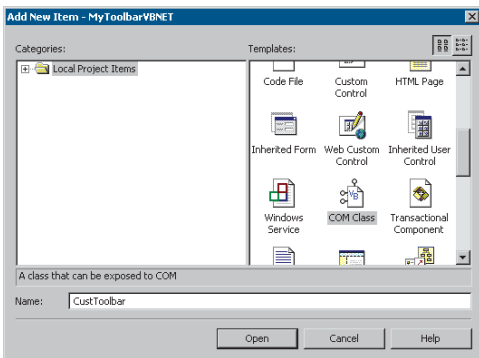 Add New Item - MyToolbarVBNET
Categories:
Templates:
Local Project Items
Code File
Custom
Control
HTML Page
Inherited Form
Web Custom
Control
Inherited User
Control
Windows
Service
COM Class
Transactional
Component
A class that can be exposed to COM
Name:
CustToolbar
Open
Cancel
Help